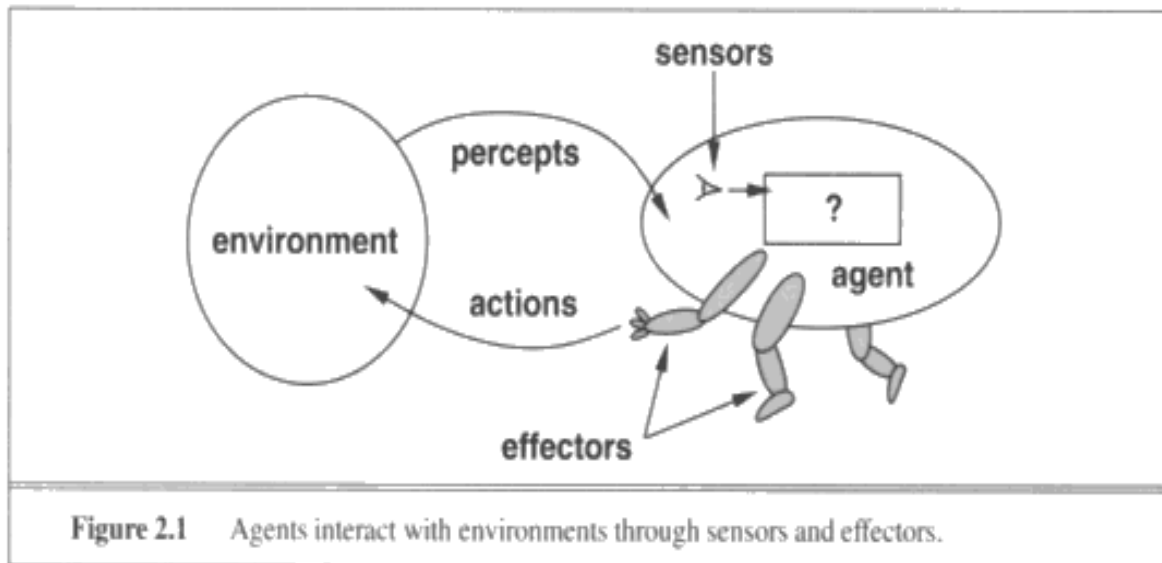 sensors
percepts
?
environment
agent
actions
effectors
Figure 2.1 Agents interact with environments through sensors and effectors.